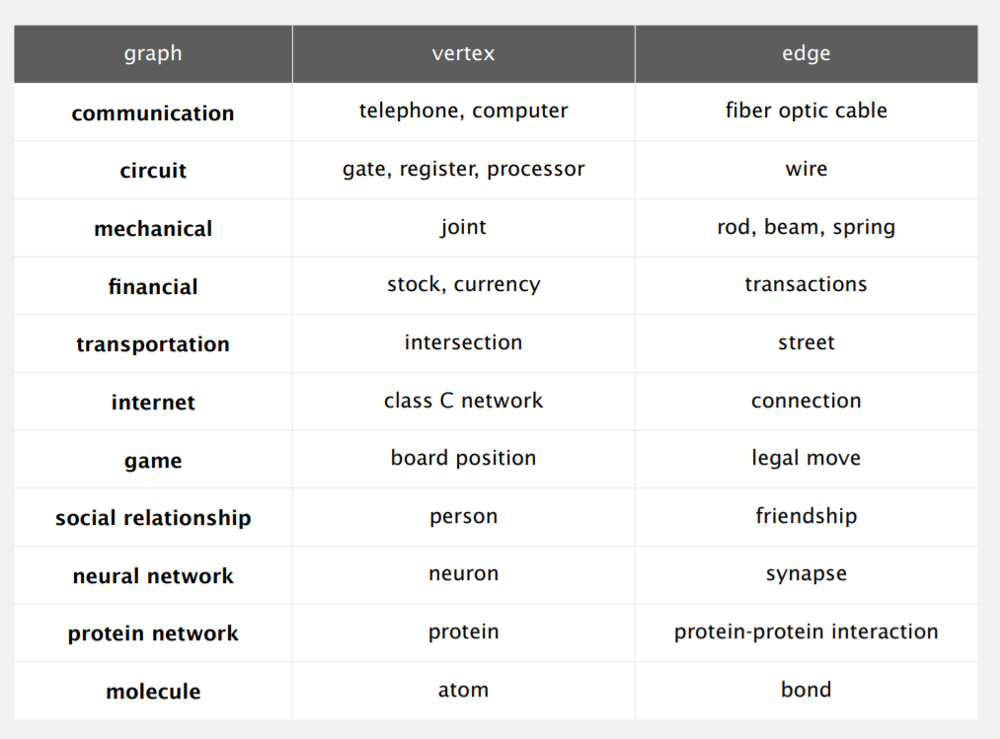 graph vertex edge
communication telephone, computer fiber optic cable
circuit gate, register, processor wire
mechanical joint rod, beam, spring
financial stock, currency transactions
transportation intersection street
internet class C network connection
game board position legal move
social relationship person friendship
neural network neuron synapse
protein network protein protein-protein interaction
molecule atom bond